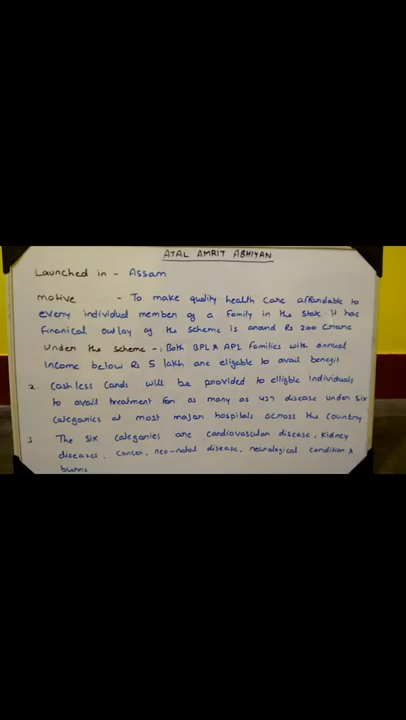 ATAL AMRIT ABHIYAN
Launched in - Assam
motive - To make quality health care affordable to
every individual member of a family in the State. It has
Financial outlay of the scheme is around Rs 200 crore
Under the scheme -, Both BPL & APL families with annual
income below Rs 5 lakh are eligable to avail benefit
2. Cashless Cards will be provided to eligible individuals
to avail treatment for as many as 437 disease under six
categories at most major hospitals across the country
3 The six categories are cardiovascular disease, kidney
diseases, cancer, neo-natal disease, neurological condition &
burns